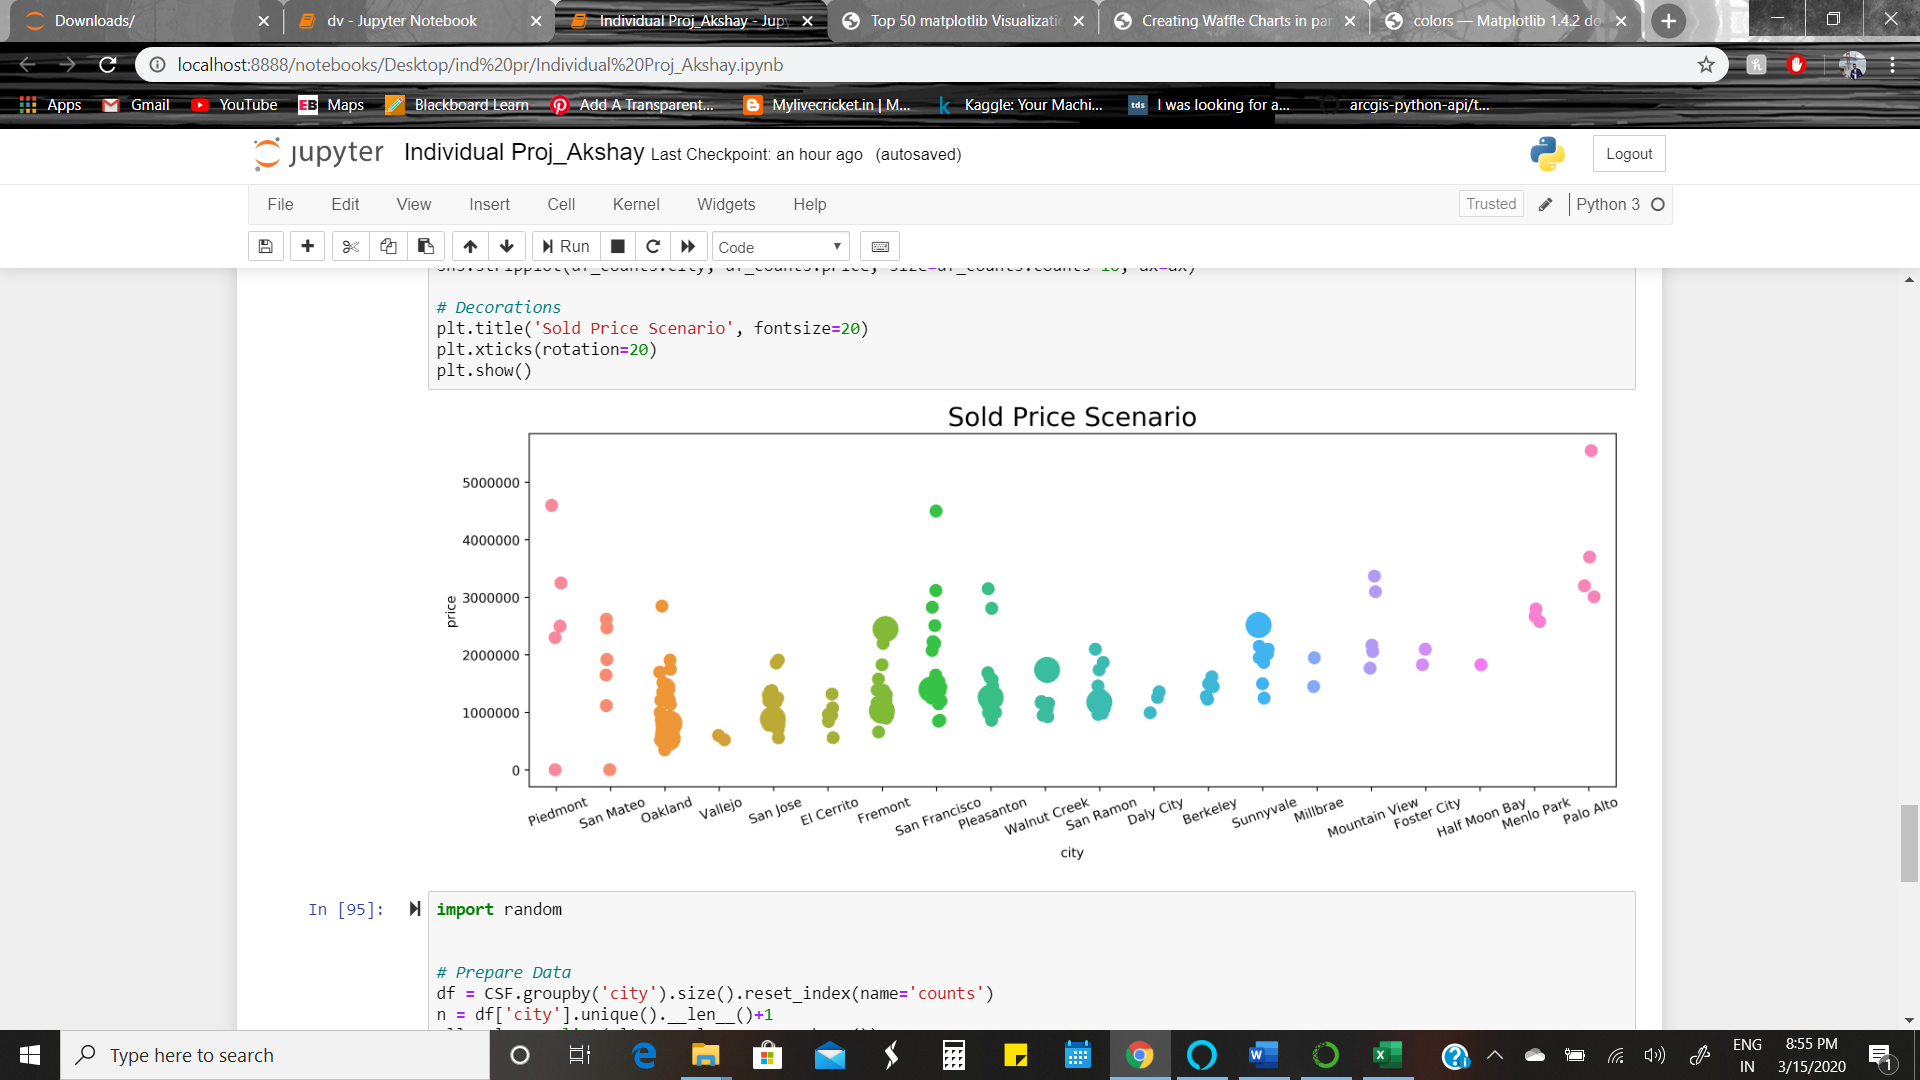 Downloads/
dv - Jupyter Notebook
Individual Proj_Akshay - Jup
Top 50 matplotlib Visualizati
Creating Waffle Charts in pa
colors — Matplotlib 1.4.2 do
localhost:8888/notebooks/Desktop/ind%20pr/Individual%20Proj_Akshay.ipynb
Apps Gmail YouTube EB Maps Blackboard Learn Add A Transparent... Mylivecricket.in | M... Kaggle: Your Machi... tds I was looking for a... arcgis-python-api/t...
jupyter Individual Proj_Akshay Last Checkpoint: an hour ago (autosaved)
Logout
File Edit View Insert Cell Kernel Widgets Help
Trusted Python 3
Run Code
# Decorations
plt.title('Sold Price Scenario', fontsize=20)
plt.xticks(rotation=20)
plt.show()
Sold Price Scenario
5000000
4000000
3000000
2000000
1000000
0
price
Piedmont San Mateo Oakland Vallejo San Jose El Cerrito Fremont San Francisco Pleasanton Walnut Creek San Ramon Daly City Berkeley Sunnyvale Millbrae Mountain View Foster City Half Moon Bay Menlo Park Palo Alto
city
In [95]:
import random
# Prepare Data
df = CSF.groupby('city').size().reset_index(name='counts')
n = df['city'].unique().__len__()+1
Type here to search
ENG
IN
8:55 PM
3/15/2020
1